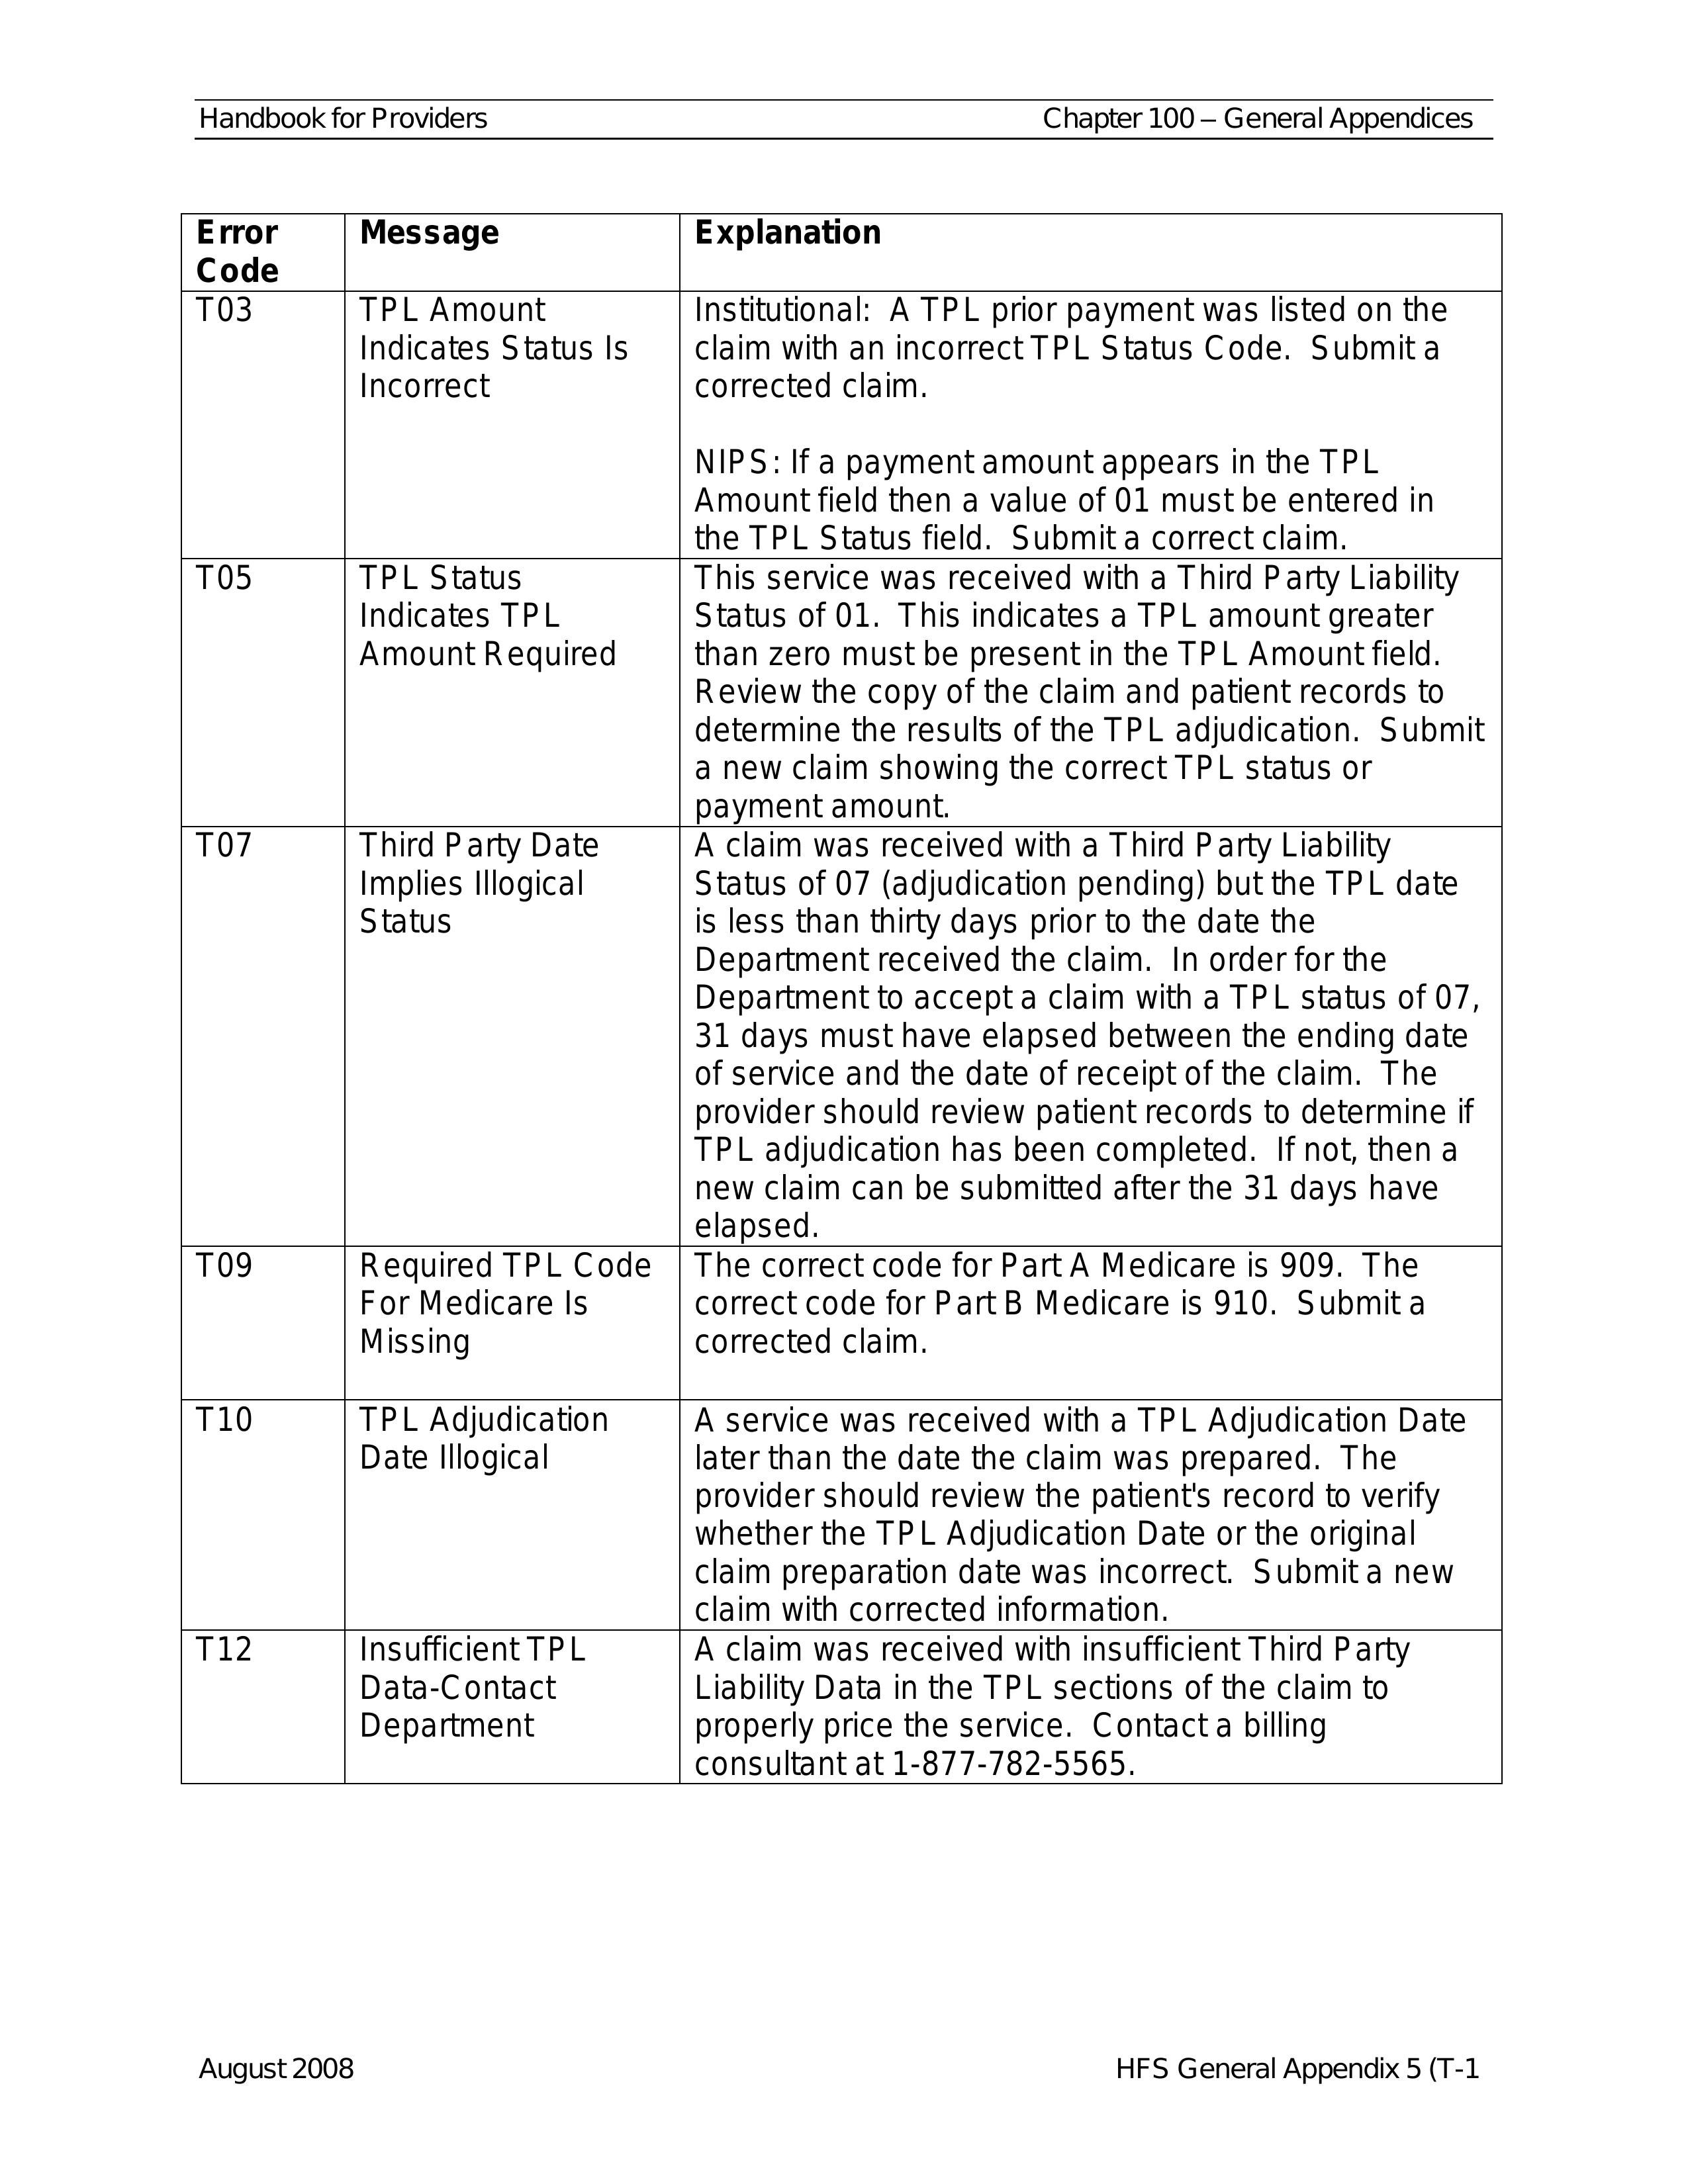 Handbook for Providers Chapter 100 – General Appendices
Error Code Message Explanation
T03 TPL Amount Indicates Status Is Incorrect
Institutional:  A TPL prior payment was listed on the
claim with an incorrect TPL Status Code.  Submit a
corrected claim.
NIPS: If a payment amount appears in the TPL
Amount field then a value of 01 must be entered in
the TPL Status field.  Submit a correct claim.
T05 TPL Status Indicates TPL Amount Required
This service was received with a Third Party Liability
Status of 01.  This indicates a TPL amount greater
than zero must be present in the TPL Amount field.
Review the copy of the claim and patient records to
determine the results of the TPL adjudication.  Submit
a new claim showing the correct TPL status or
payment amount.
T07 Third Party Date Implies Illogical Status
A claim was received with a Third Party Liability
Status of 07 (adjudication pending) but the TPL date
is less than thirty days prior to the date the
Department received the claim.  In order for the
Department to accept a claim with a TPL status of 07,
31 days must have elapsed between the ending date
of service and the date of receipt of the claim.  The
provider should review patient records to determine if
TPL adjudication has been completed.  If not, then a
new claim can be submitted after the 31 days have
elapsed.
T09 Required TPL Code For Medicare Is Missing
The correct code for Part A Medicare is 909.  The
correct code for Part B Medicare is 910.  Submit a
corrected claim.
T10 TPL Adjudication Date Illogical
A service was received with a TPL Adjudication Date
later than the date the claim was prepared.  The
provider should review the patient's record to verify
whether the TPL Adjudication Date or the original
claim preparation date was incorrect.  Submit a new
claim with corrected information.
T12 Insufficient TPL Data-Contact Department
A claim was received with insufficient Third Party
Liability Data in the TPL sections of the claim to
properly price the service.  Contact a billing
consultant at 1-877-782-5565.
August 2008 HFS General Appendix 5 (T-1